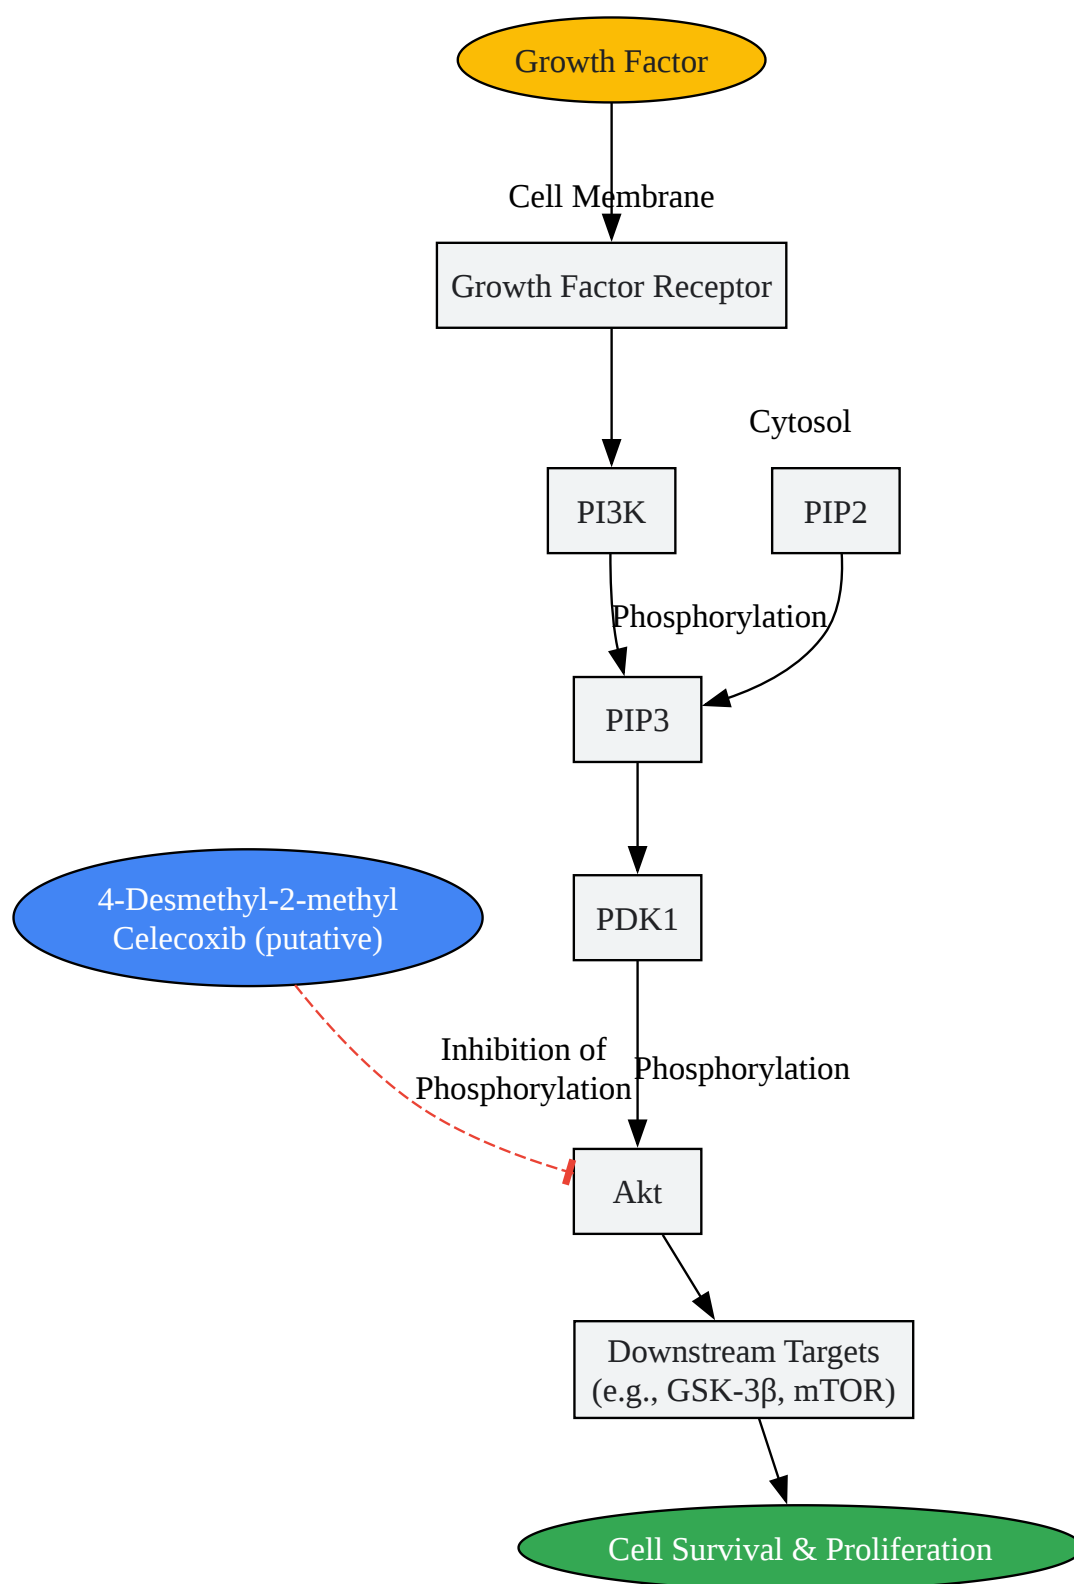 Growth Factor
Cell Membrane
Growth Factor Receptor
Cytosol
PI3K
PIP2
Phosphorylation
PIP3
4-Desmethyl-2-methyl
Celecoxib (putative)
PDK1
Inhibition of
Phosphorylation
Phosphorylation
Akt
Downstream Targets
(e.g., GSK-3β, mTOR)
Cell Survival & Proliferation